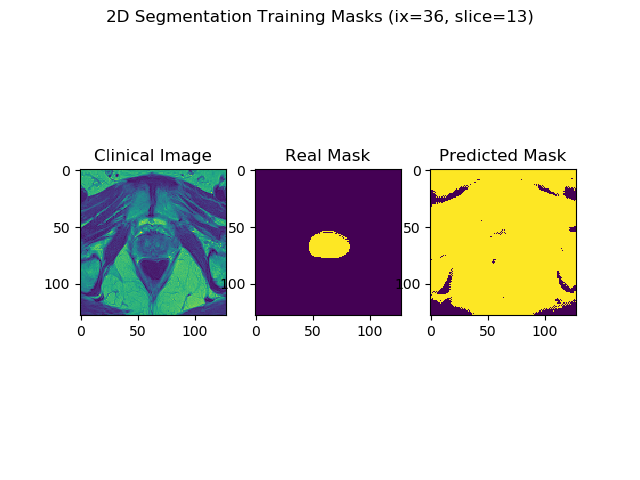 2D Segmentation Training Masks (ix=36, slice=13)
Clinical Image Real Mask Predicted Mask
0 0 0
50 50 50
100 100 100
0 50 100 0 50 100 0 50 100